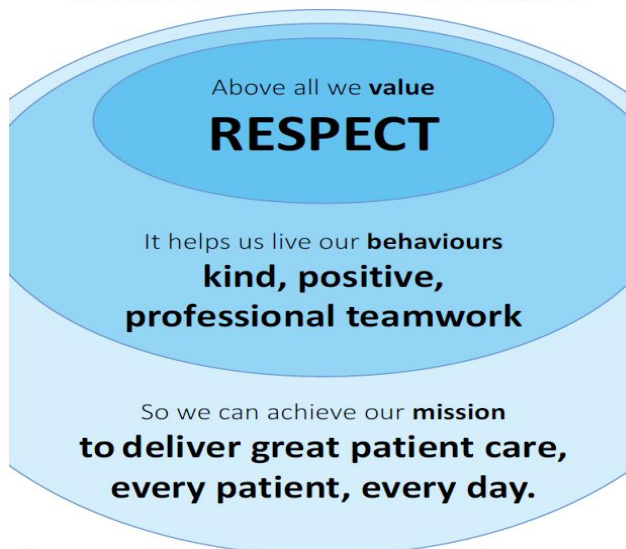 Above all we value
RESPECT
It helps us live our behaviours
kind, positive,
professional teamwork
So we can achieve our mission
to deliver great patient care,
every patient, every day.